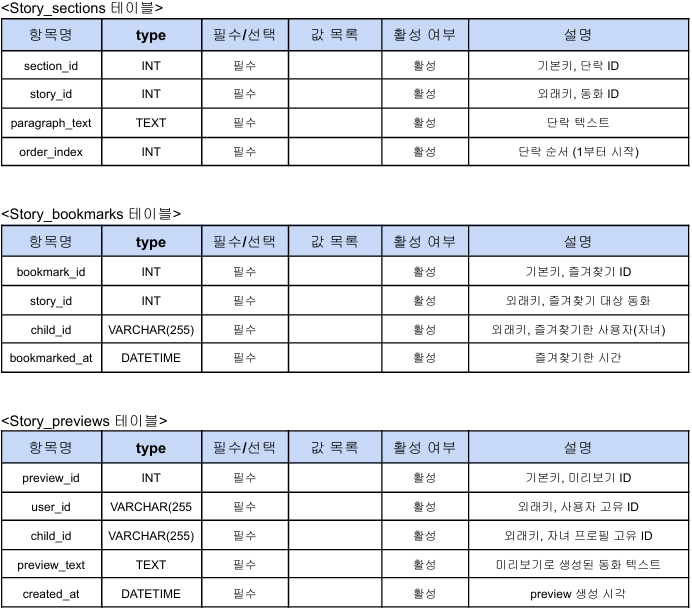 <Story_sections 테이블>
항목명 type 필수/선택 값 목록 활성 여부 설명
section_id INT 필수 활성 기본키, 단락 ID
story_id INT 필수 활성 외래키, 동화 ID
paragraph_text TEXT 필수 활성 단락 텍스트
order_index INT 필수 활성 단락 순서 (1부터 시작)
<Story_bookmarks 테이블>
항목명 type 필수/선택 값 목록 활성 여부 설명
bookmark_id INT 필수 활성 기본키, 즐겨찾기 ID
story_id INT 필수 활성 외래키, 즐겨찾기 대상 동화
child_id VARCHAR(255) 필수 활성 외래키, 즐겨찾기한 사용자(자녀)
bookmarked_at DATETIME 필수 활성 즐겨찾기한 시간
<Story_previews 테이블>
항목명 type 필수/선택 값 목록 활성 여부 설명
preview_id INT 필수 활성 기본키, 미리보기 ID
user_id VARCHAR(255 필수 활성 외래키, 사용자 고유 ID
child_id VARCHAR(255) 필수 활성 외래키, 자녀 프로필 고유 ID
preview_text TEXT 필수 활성 미리보기로 생성된 동화 텍스트
created_at DATETIME 필수 활성 preview 생성 시각